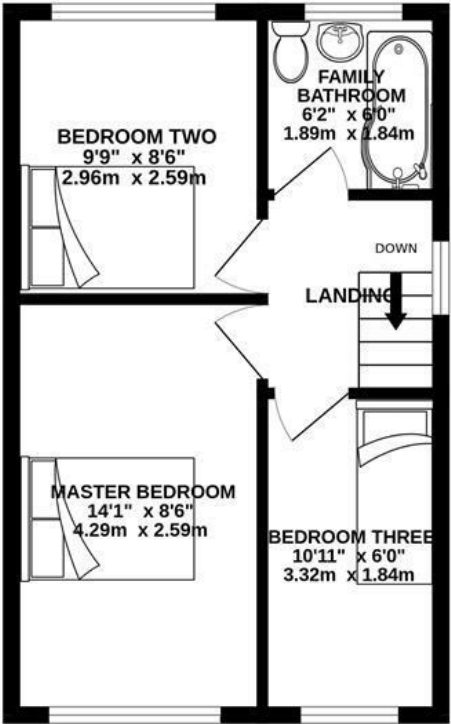 FAMILY
BATHROOM
6'2" x 6'0"
1.89m x 1.84m
BEDROOM TWO
9'9" x 8'6"
2.96m x 2.59m
DOWN
LANDING
MASTER BEDROOM
14'1" x 8'6"
4.29m x 2.59m
BEDROOM THREE
10'11" x 6'0"
3.32m x 1.84m